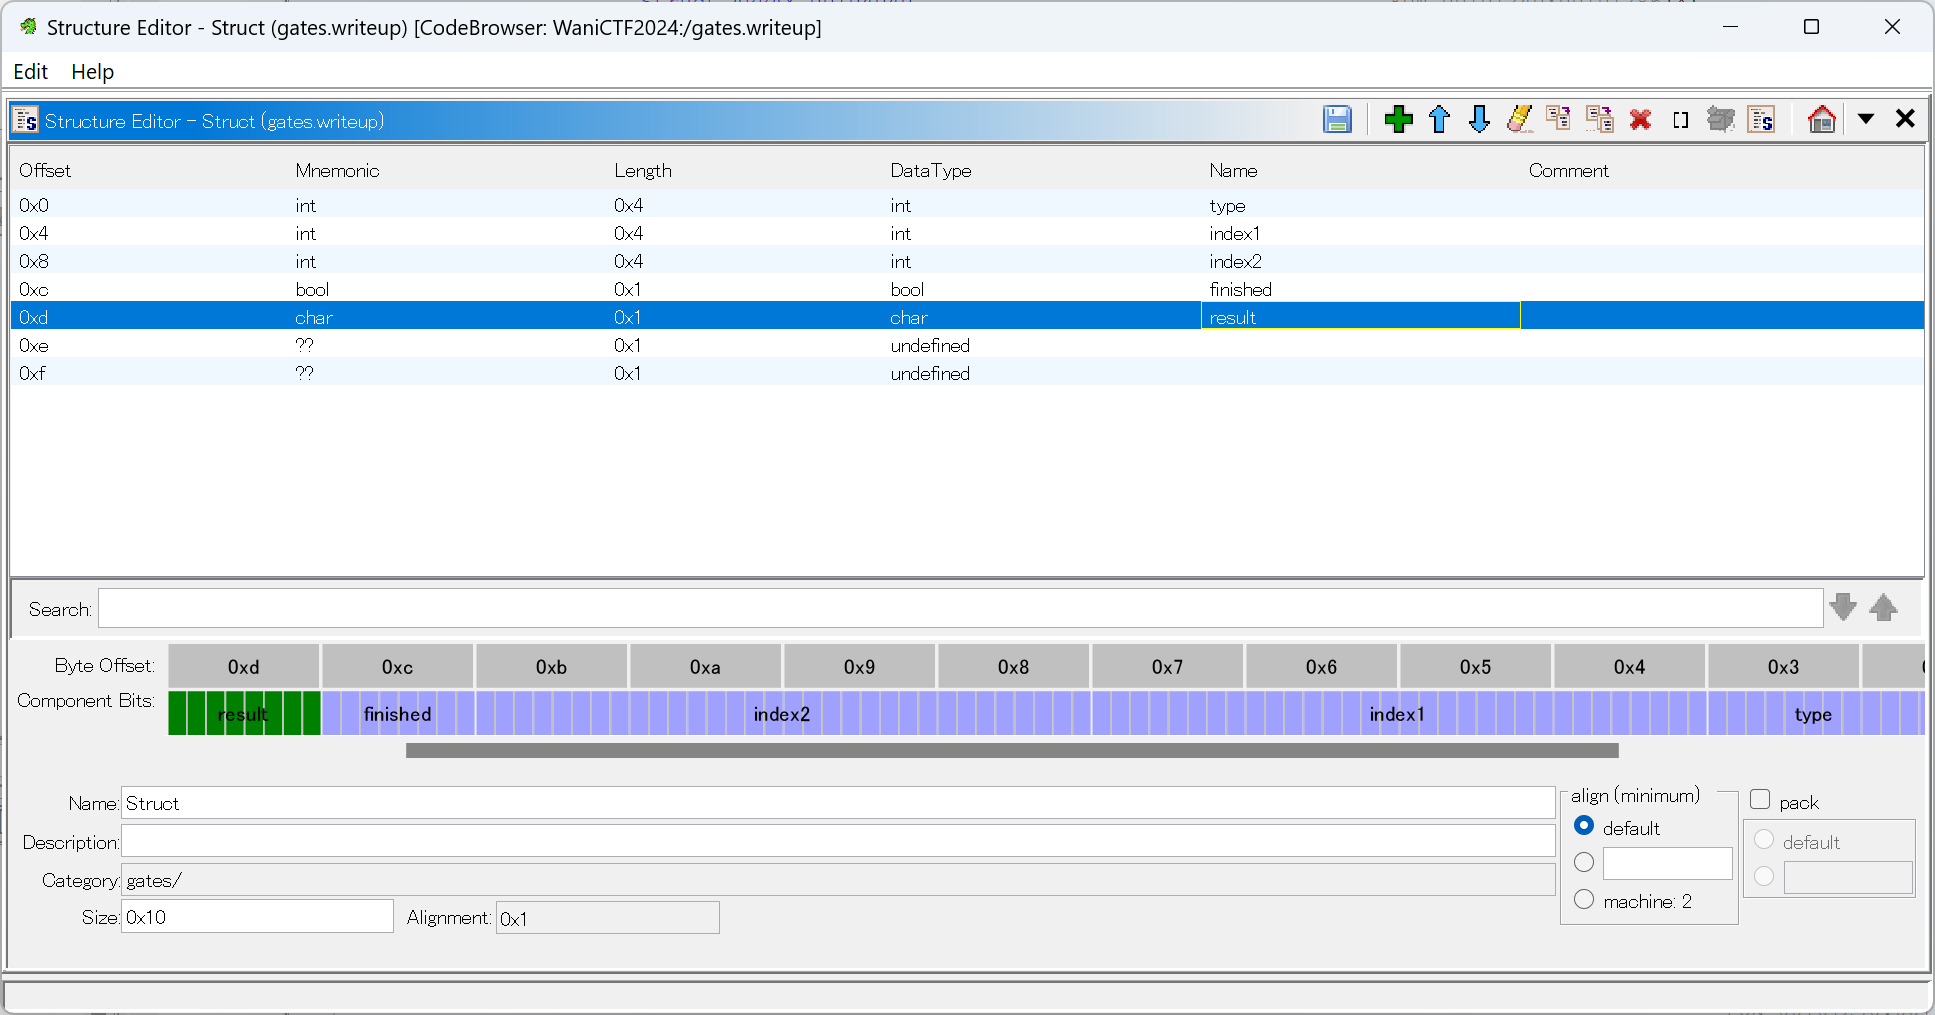 Structure Editor - Struct (gates.writeup) [CodeBrowser: WaniCTF2024:/gates.writeup]
Edit Help
Structure Editor - Struct (gates.writeup)
Offset Mnemonic Length DataType Name Comment
0x0 int 0x4 int type
0x4 int 0x4 int index1
0x8 int 0x4 int index2
0xc bool 0x1 bool finished
0xd char 0x1 char result
0xe ?? 0x1 undefined
0xf ?? 0x1 undefined
Search:
Byte Offset: 0xd 0xc 0xb 0xa 0x9 0x8 0x7 0x6 0x5 0x4 0x3
Component Bits: result finished index2 index1 type
Name: Struct
Description:
Category: gates/
Size: 0x10 Alignment: 0x1
align (minimum)
default
machine: 2
pack
default